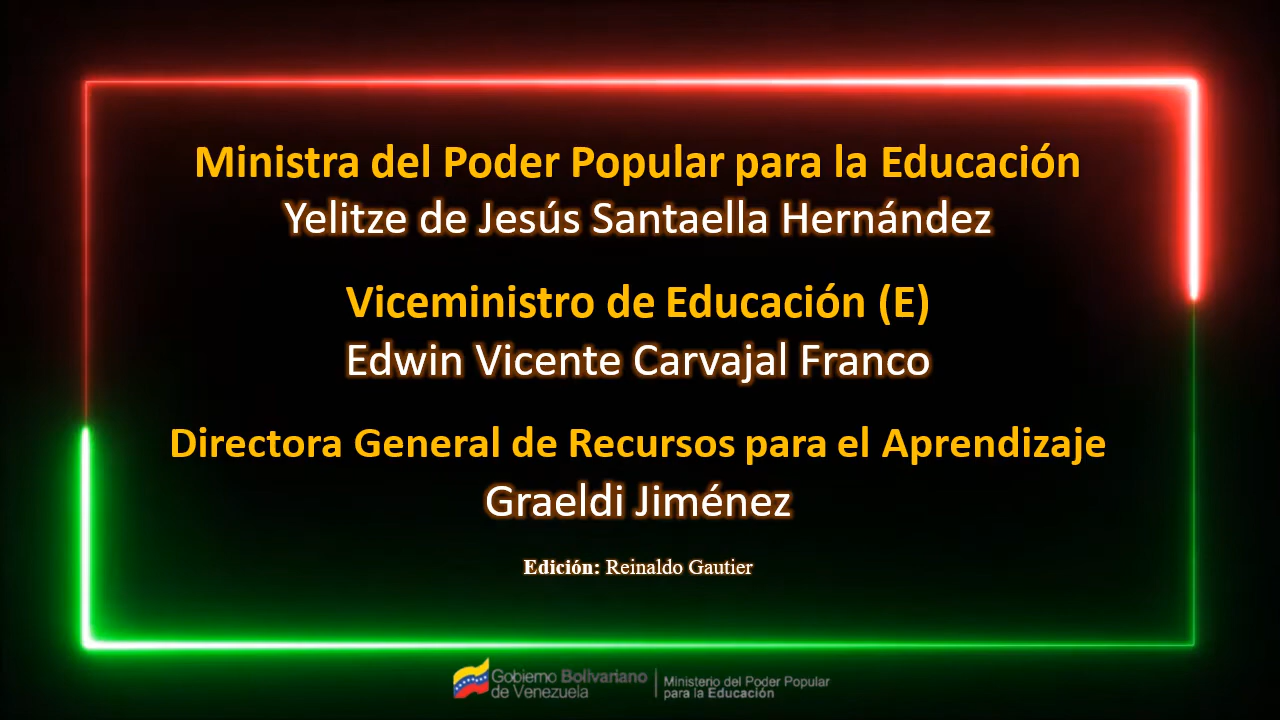 Ministra del Poder Popular para la Educación
Yelitze de Jesús Santaella Hernández
Viceministro de Educación (E)
Edwin Vicente Carvajal Franco
Directora General de Recursos para el Aprendizaje
Graeldi Jiménez
Edición: Reinaldo Gautier
Gobierno Bolivariano
de Venezuela
Ministerio del Poder Popular
para la Educación